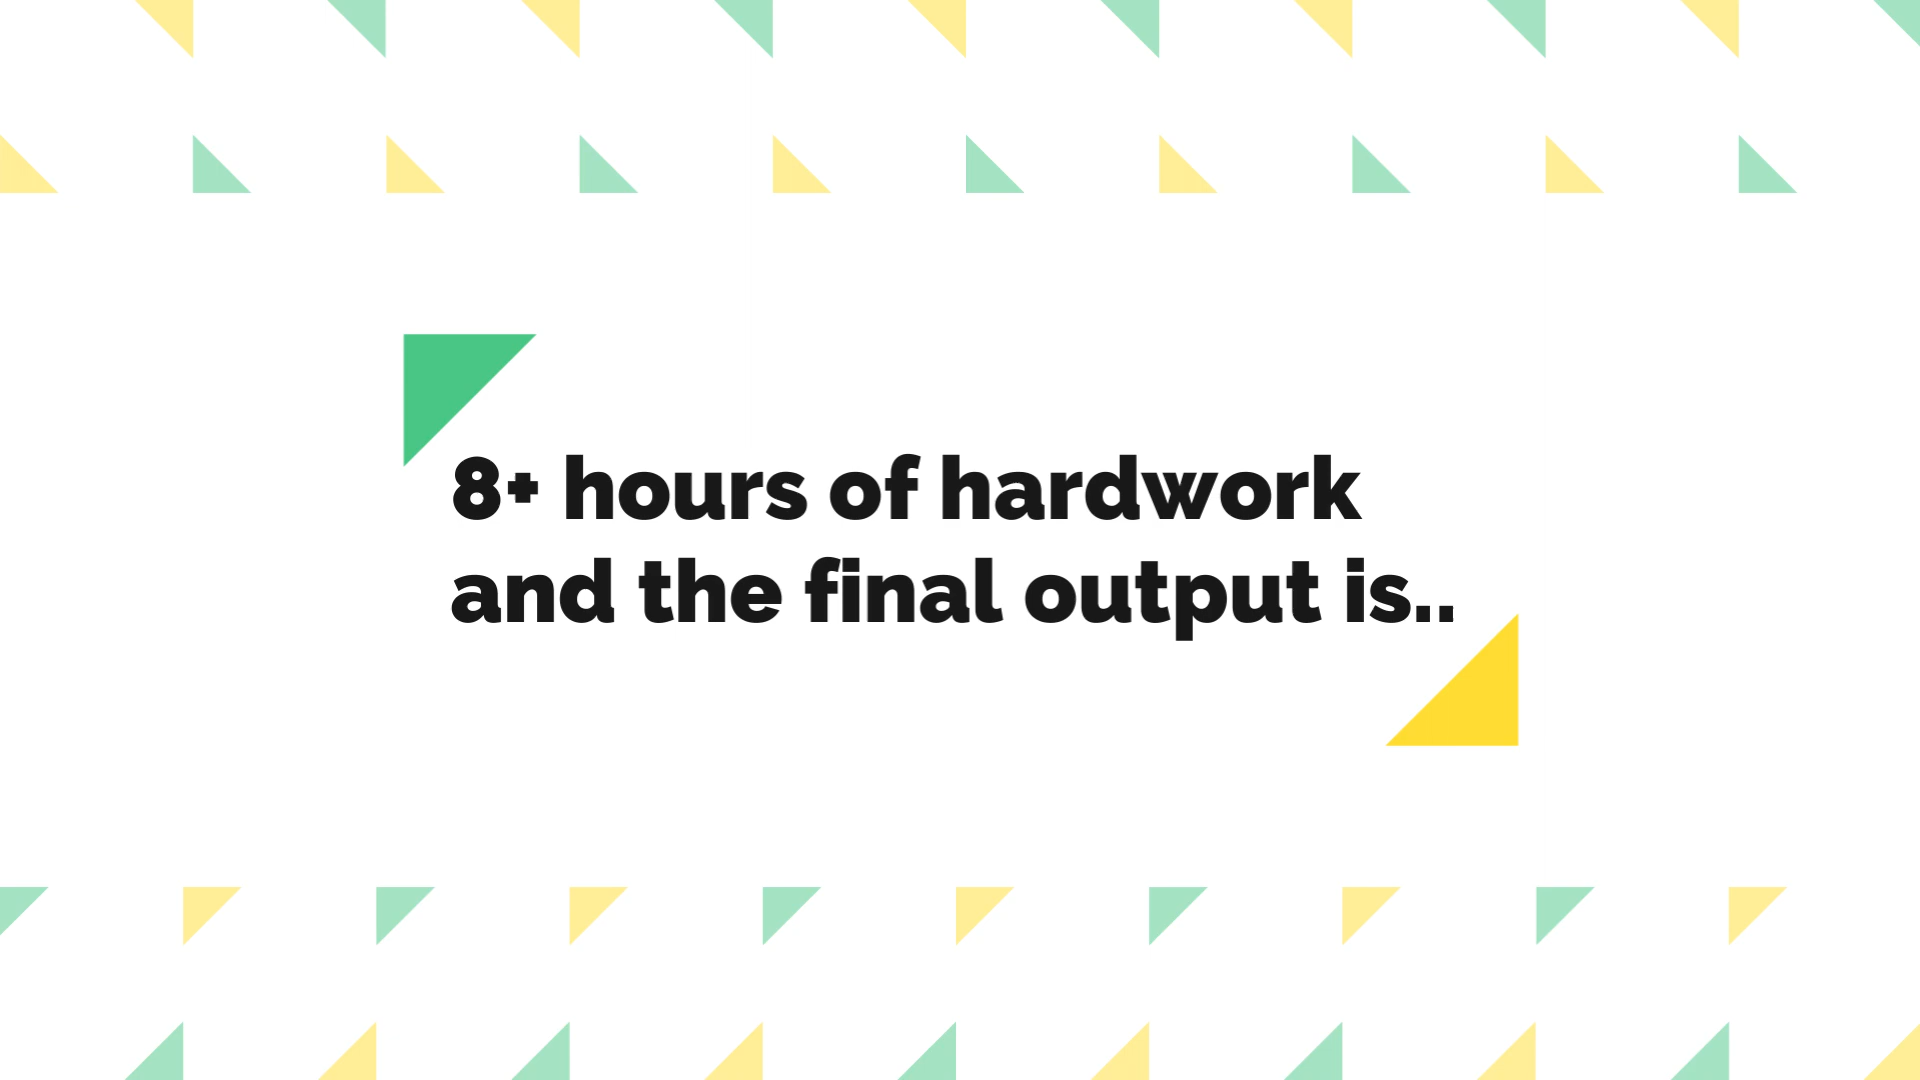 8+ hours of hardwork
and the final output is..